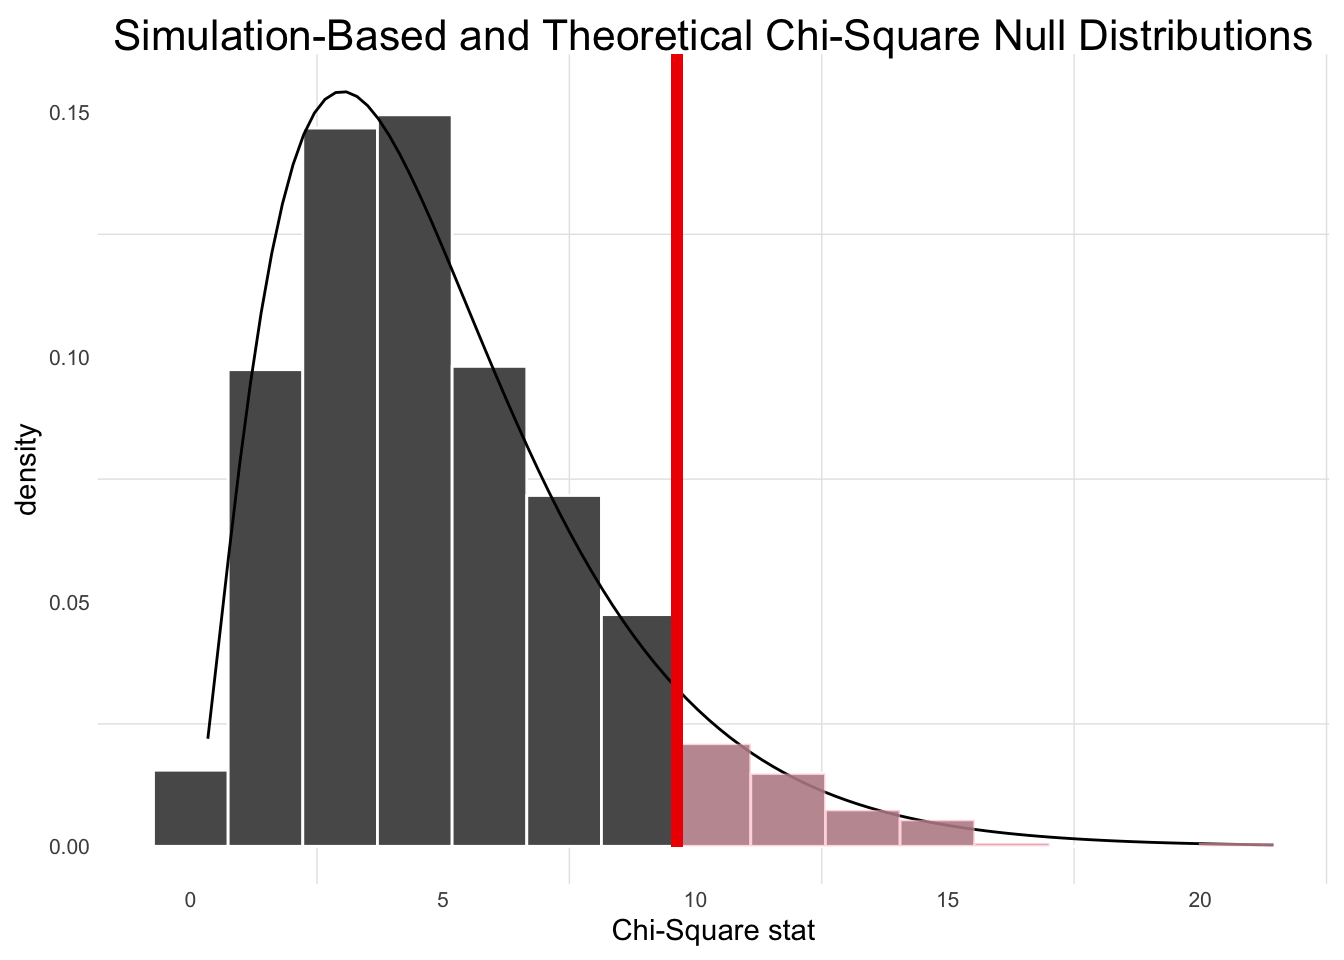 Simulation-Based and Theoretical Chi-Square Null Distributions
0.15
0.10
0.05
0.00
density
0 5 10 15 20
Chi-Square stat